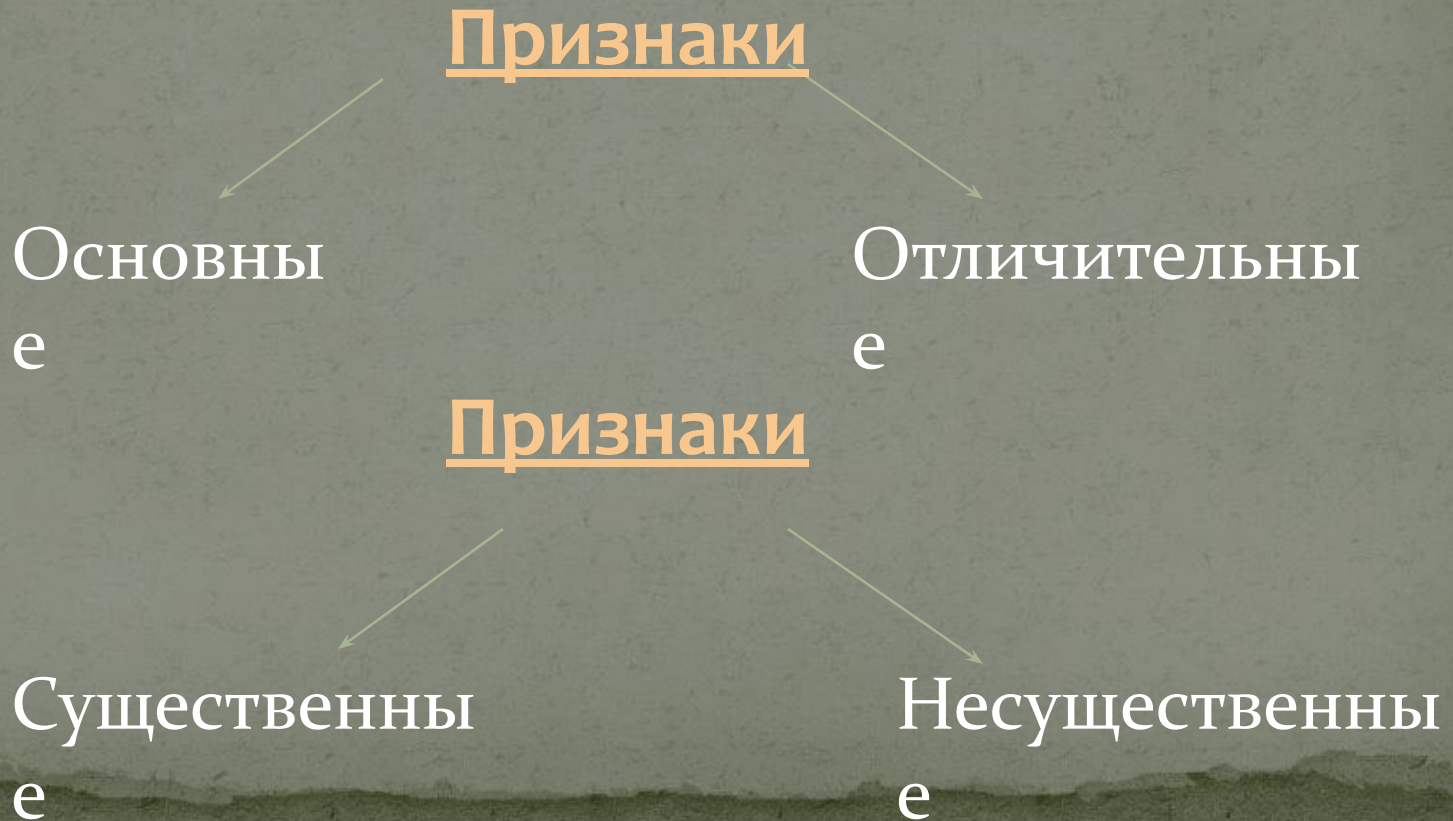 Признаки
Основны
е
Отличительны
е
Признаки
Существенны
е
Несущественны
е